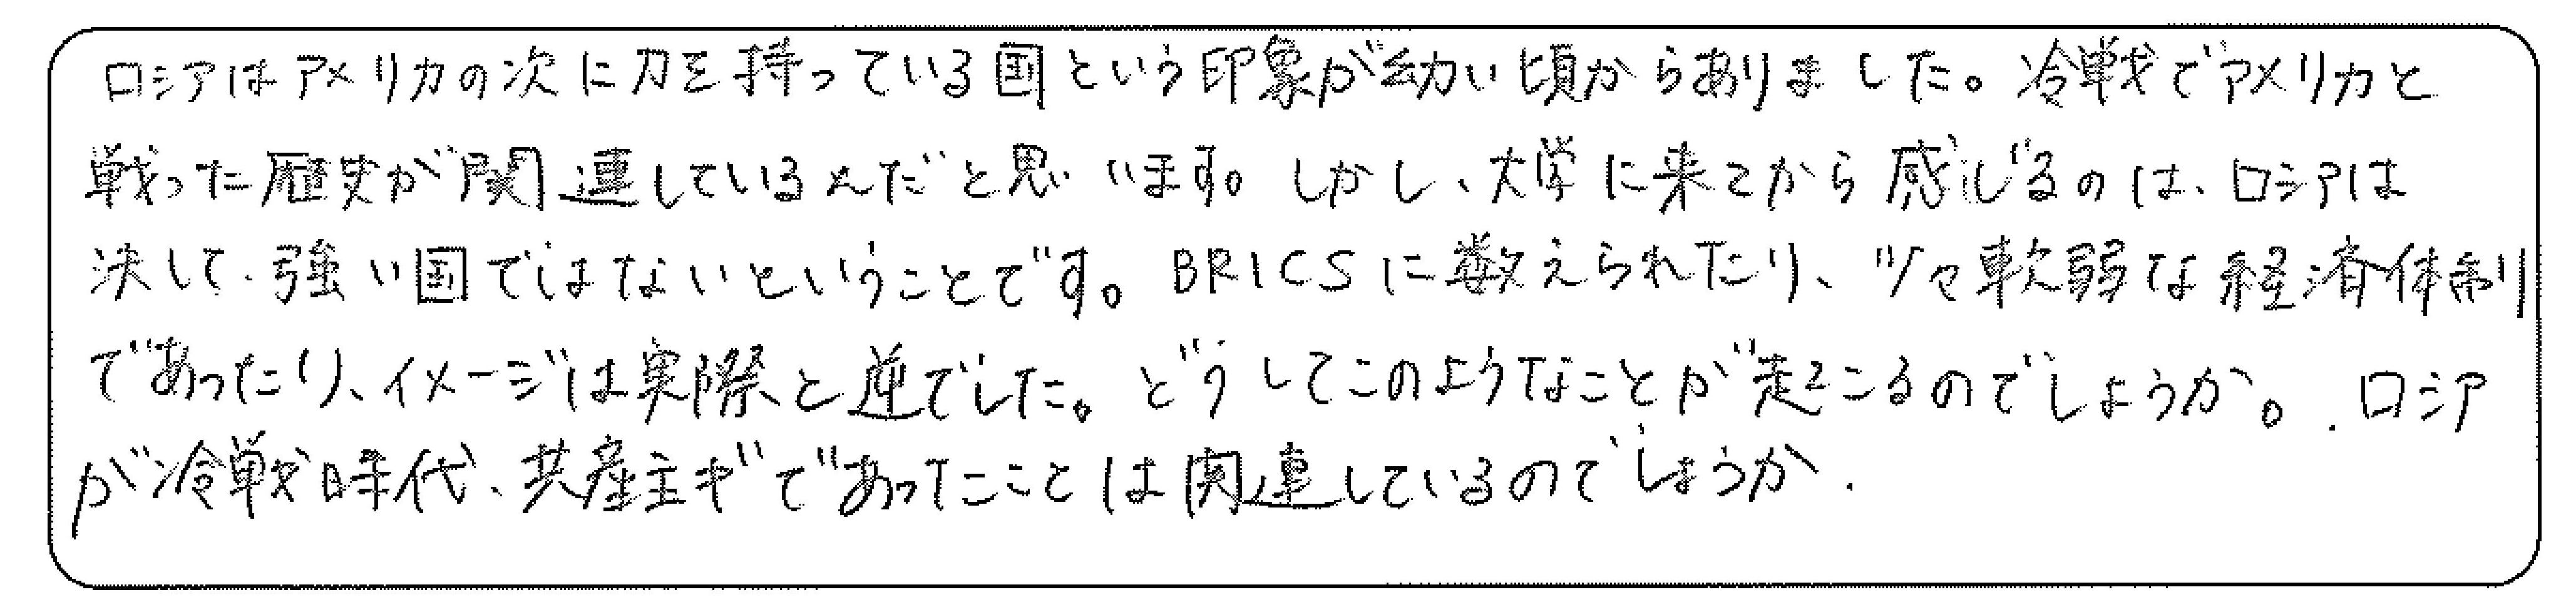 ロシアはアメリカの次に力を持っている国という印象が幼い頃からありました。冷戦でアメリカと
戦った歴史が関連しているんだと思います。しかし、大学に来てから感じるのは、ロシアは
決して、強い国ではないということです。BRICSに数えられたり、軟弱な経済体制
であったり、イメージは実際と逆でした。どうしてこのようなことが起こるのでしょうか。ロシア
が冷戦時代、共産主ギであったことは関連しているのでしょうか.